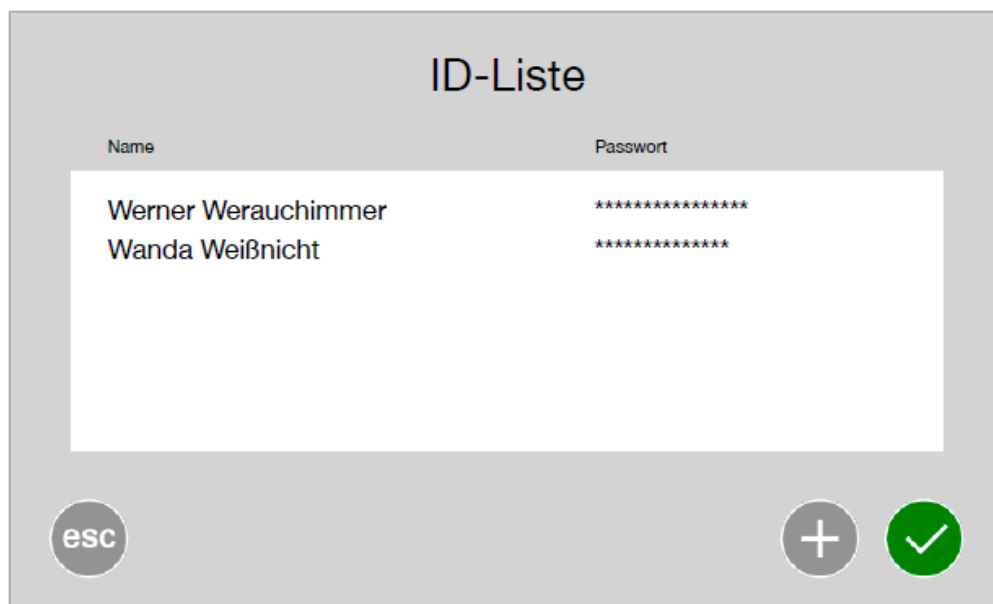 ID-Liste
Name Passwort
Werner Werauchimmer ****************
Wanda Weißnicht **************
esc